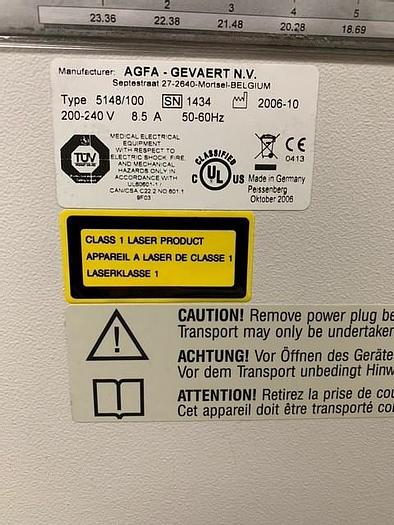 1 2 3 4 5
23.36 22.38 21.48 20.28 18.69
Manufacturer: AGFA - GEVAERT N.V.
Septestraat 27-2640-Mortsel-BELGIUM
Type 5148/100 SN 1434 2006-10
200-240 V 8.5 A 50-60Hz
TÜV
MEDICAL ELECTRICAL
EQUIPMENT
WITH RESPECT TO
ELECTRIC SHOCK, FIRE,
AND MECHANICAL
HAZARDS ONLY IN
ACCORDANCE WITH
UL60601-1 /
CAN/CSA C22.2 NO 601.1
9F03
CLASSIFIED
C UL US
CE
0413
Made in Germany
Peissenberg
Oktober 2006
CLASS 1 LASER PRODUCT
APPAREIL A LASER DE CLASSE 1
LASERKLASSE 1
CAUTION! Remove power plug be
Transport may only be undertaken
ACHTUNG! Vor Öffnen des Geräte
Vor dem Transport unbedingt Hinw
ATTENTION! Retirez la prise de cou
Cet appareil doit être transporté co